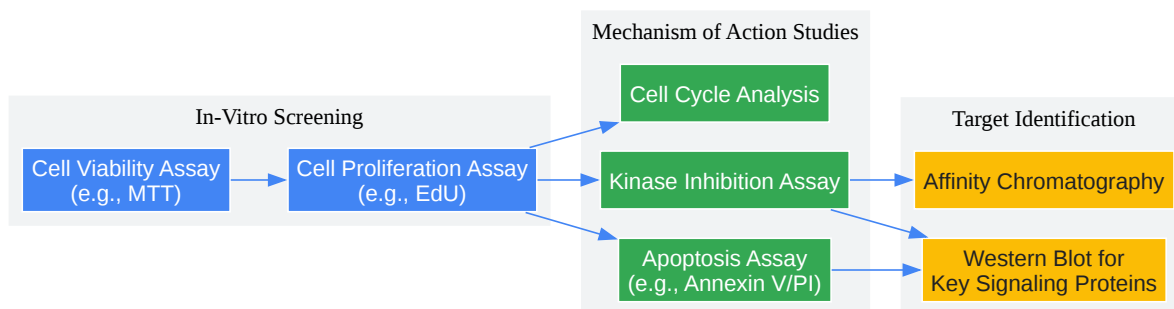 Mechanism of Action Studies
Cell Cycle Analysis
In-Vitro Screening
Target Identification
Cell Viability Assay
(e.g., MTT)
Cell Proliferation Assay
(e.g., EdU)
Kinase Inhibition Assay
Affinity Chromatography
Apoptosis Assay
(e.g., Annexin V/PI)
Western Blot for
Key Signaling Proteins